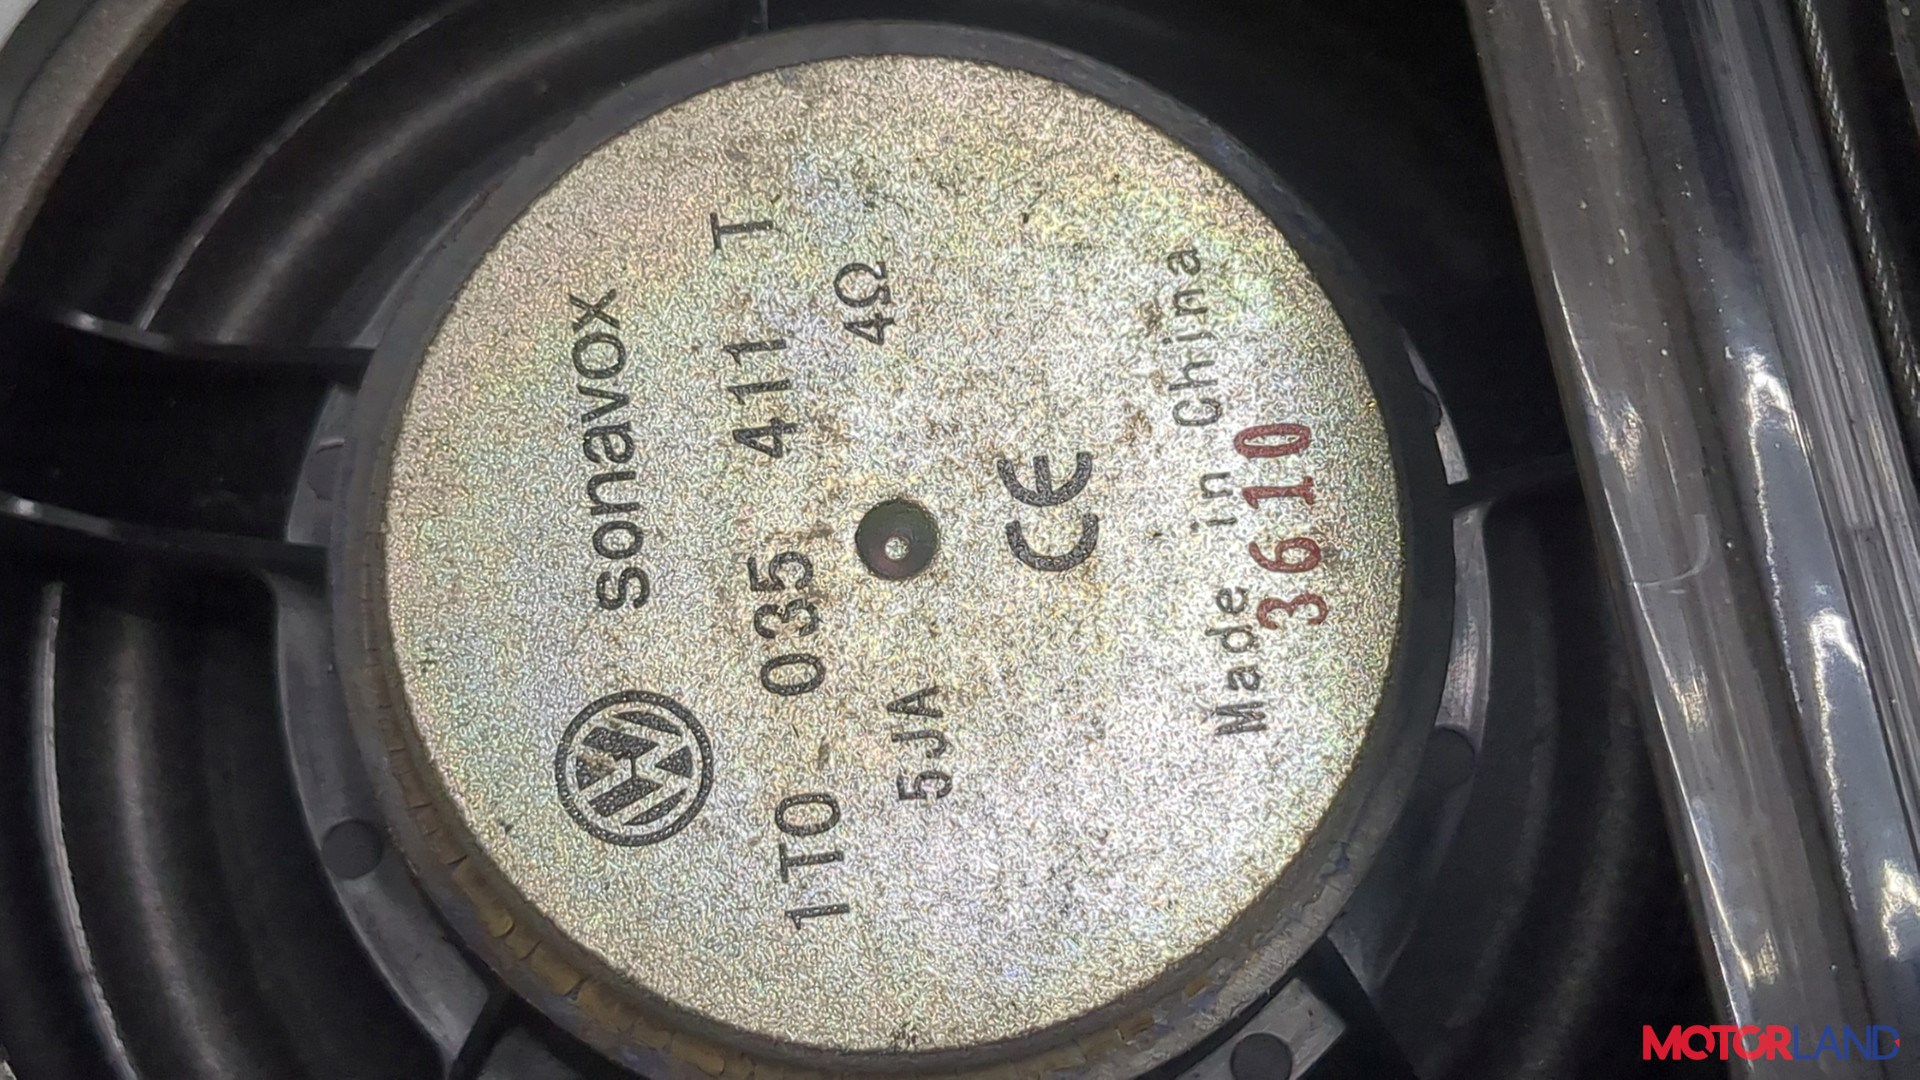 sonavox
1T0 035 411 T
5JA 4Ω
CE
Made in China
3610
MOTORLAND